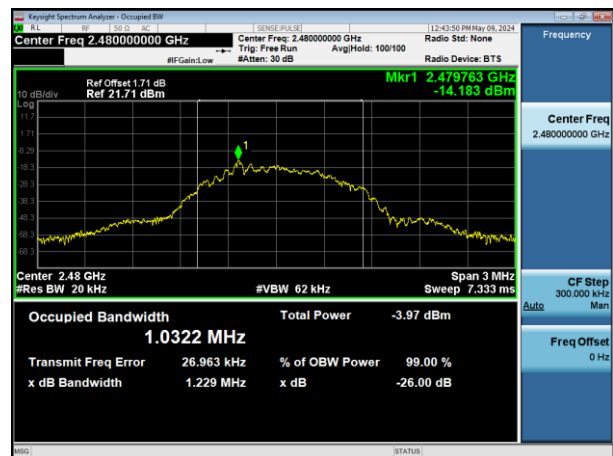 Keysight Spectrum Analyzer - Occupied BW
RL RF 50 Ω AC SENSE:PULSE 12:43:50 PM May 09, 2024
Center Freq 2.480000000 GHz
Center Freq: 2.480000000 GHz
Radio Std: None
Trig: Free Run Avg|Hold: 100/100
#IFGain:Low #Atten: 30 dB Radio Device: BTS
Ref Offset 1.71 dB
Mkr1 2.479763 GHz
10 dB/div Ref 21.71 dBm -14.183 dBm
Log
11.7
1.71
-8.29
-18.3
-28.3
-38.3
-48.3
-58.3
-68.3
1
Center 2.48 GHz Span 3 MHz
#Res BW 20 kHz #VBW 62 kHz Sweep 7.333 ms
Occupied Bandwidth Total Power -3.97 dBm
1.0322 MHz
Transmit Freq Error 26.963 kHz % of OBW Power 99.00 %
x dB Bandwidth 1.229 MHz x dB -26.00 dB
Frequency
Center Freq
2.480000000 GHz
CF Step
300.000 kHz
Auto Man
Freq Offset
0 Hz
MSG STATUS